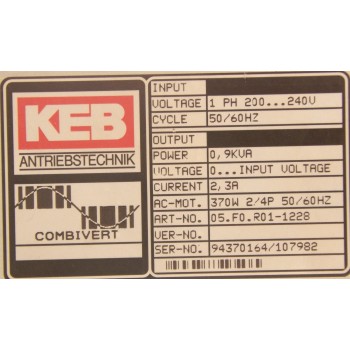 KEB
ANTRIEBSTECHNIK
COMBIVERT
INPUT
VOLTAGE 1 PH 200...240V
CYCLE 50/60HZ
OUTPUT
POWER 0,9KVA
VOLTAGE 0...INPUT VOLTAGE
CURRENT 2,3A
AC-MOT. 370W 2/4P 50/60HZ
ART-NO. 05.F0.R01-1228
VER-NO.
SER-NO. 94370164/107982